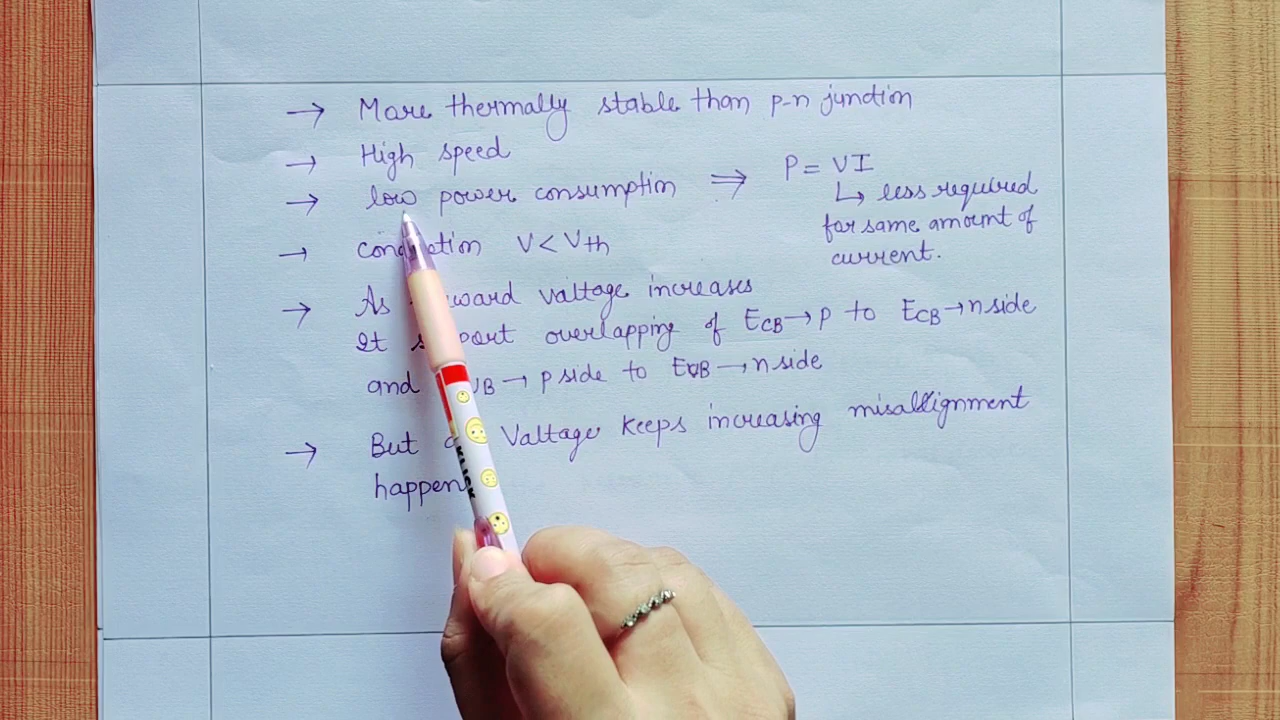 → More thermally stable than p-n junction
→ High speed
→ low power consumption ⇒ P = VI
↳ less required
for same amount of
current.
→ V < Vth
→ As voltage increases
It overlapping of ECB → p to ECB → n side
and → p side to EVB → n side
→ But Voltage keeps increasing misallignment
happen
KLICK